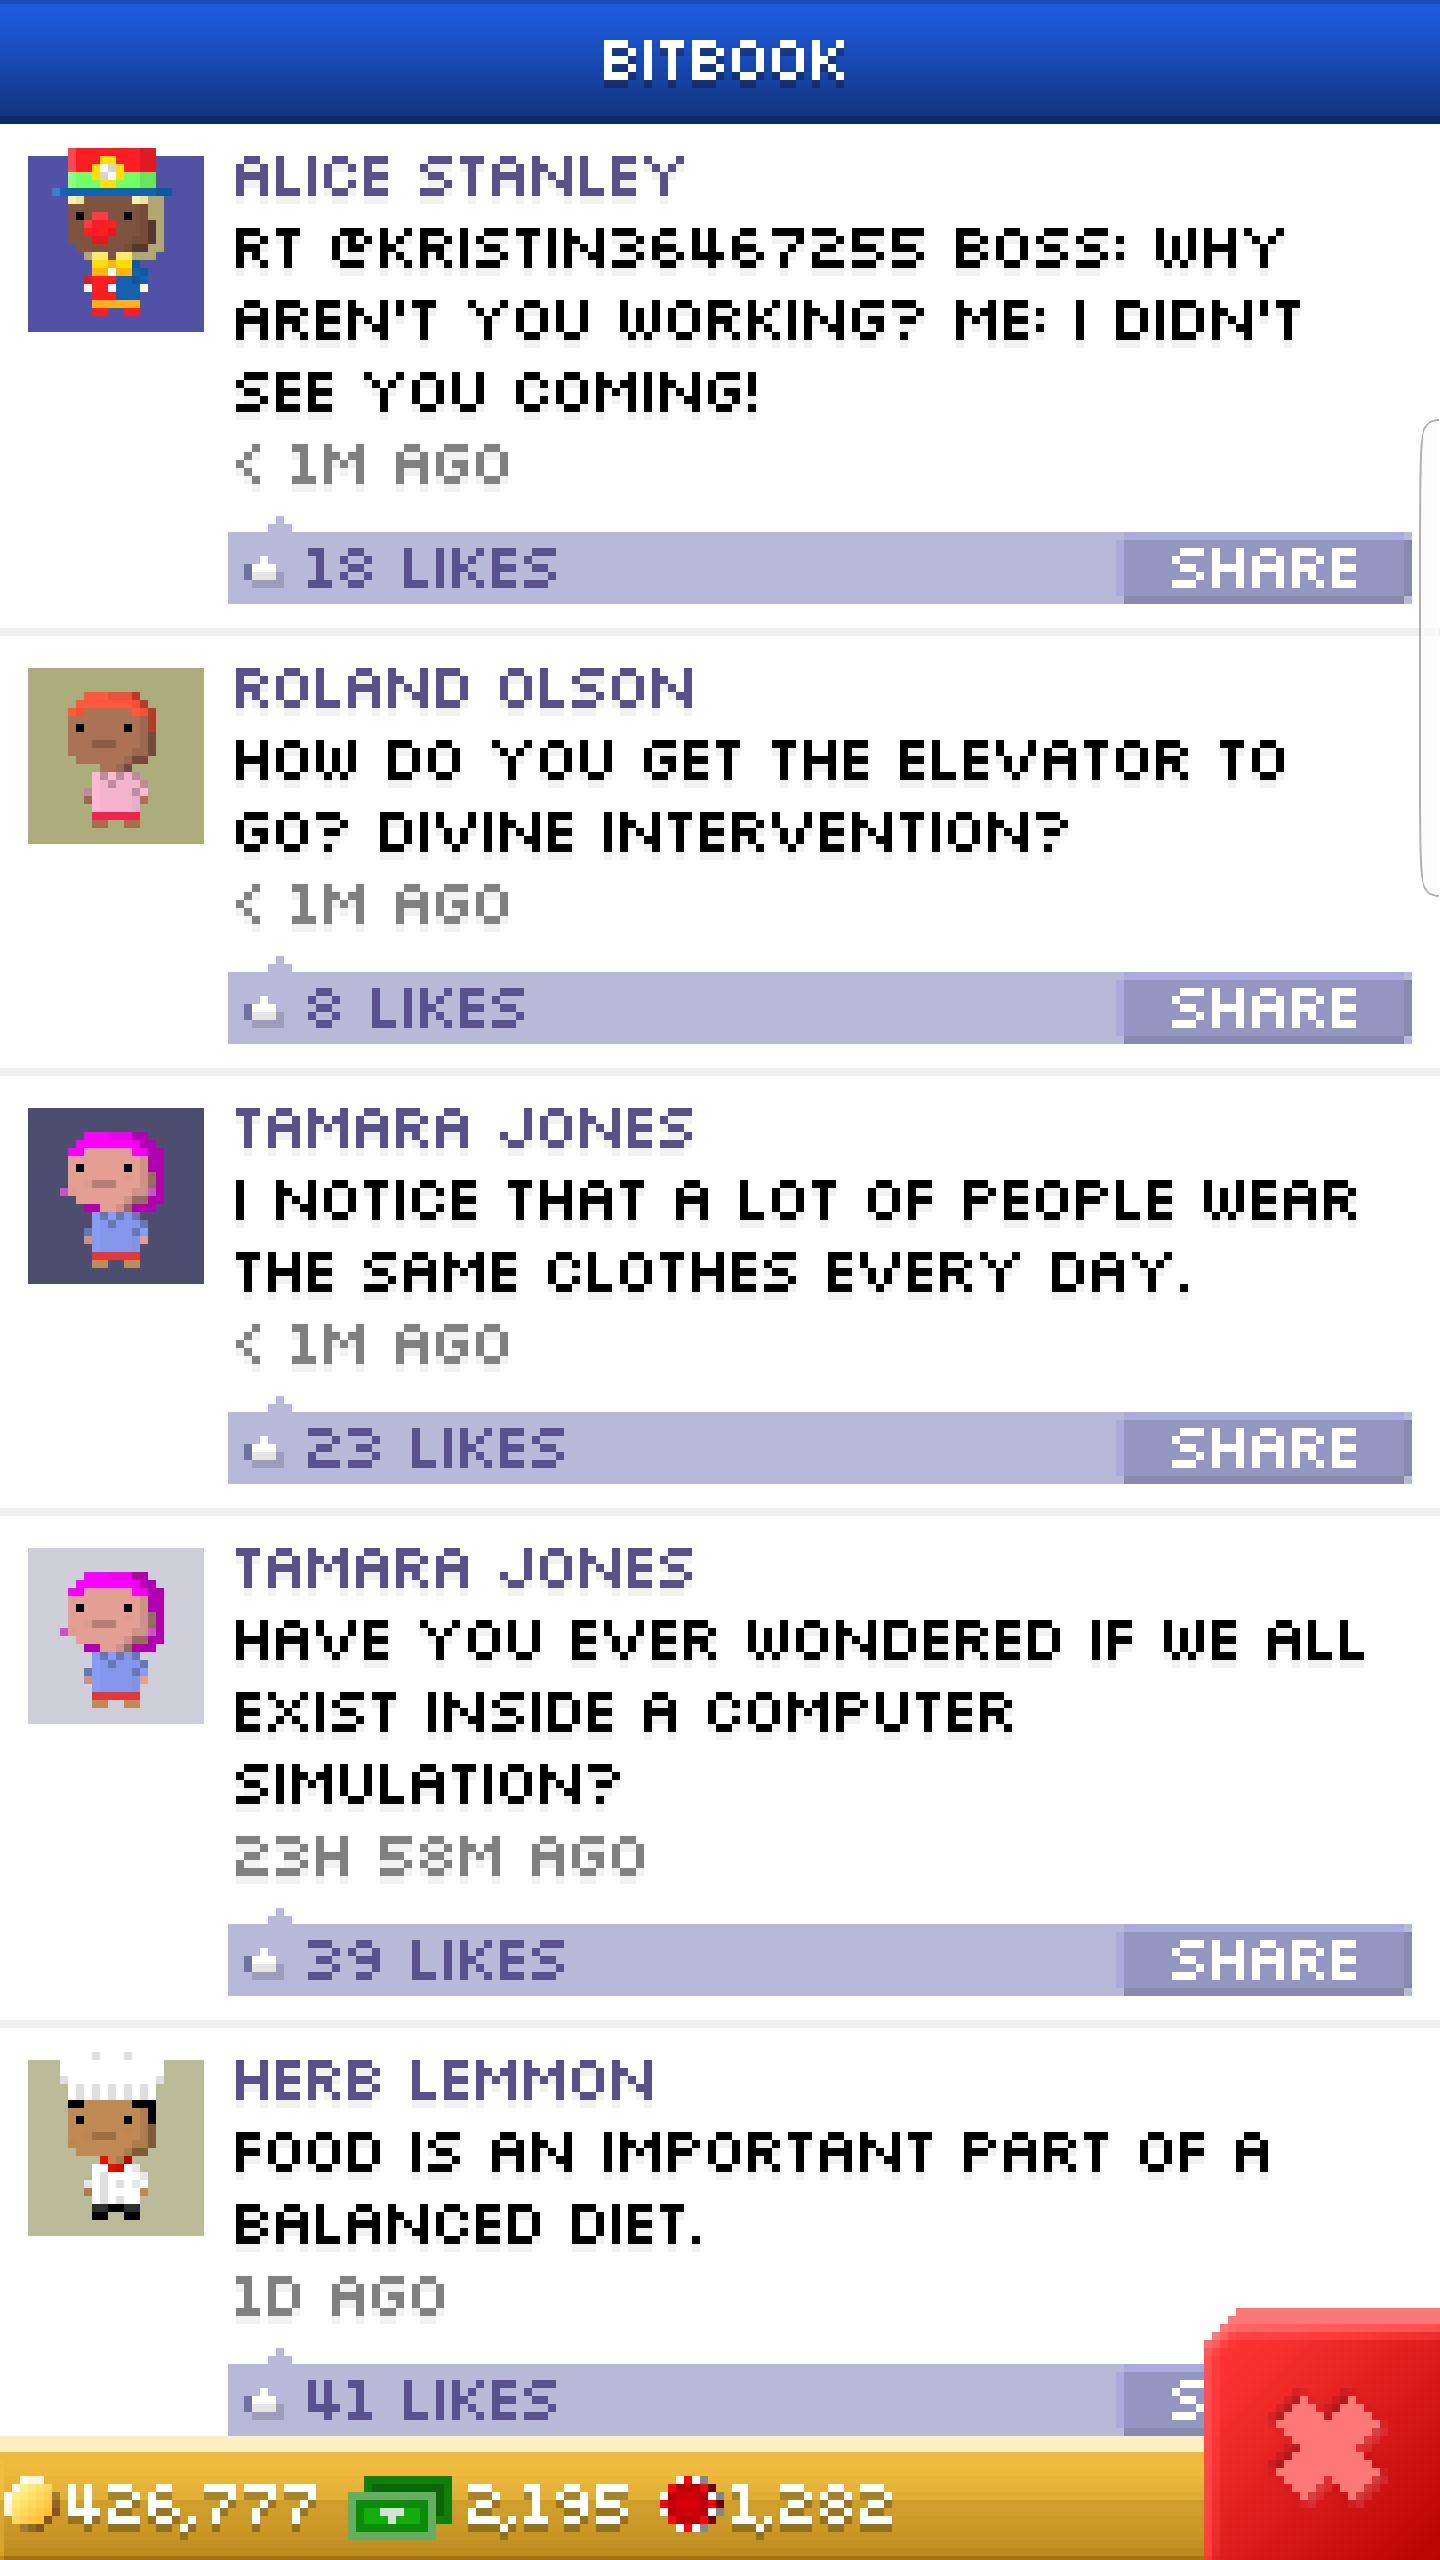 BITBOOK
ALICE STANLEY
RT @KRISTIN36467255 BOSS: WHY
AREN'T YOU WORKING? ME: I DIDN'T
SEE YOU COMING!
< 1M AGO
18 LIKES SHARE
ROLAND OLSON
HOW DO YOU GET THE ELEVATOR TO
GO? DIVINE INTERVENTION?
< 1M AGO
8 LIKES SHARE
TAMARA JONES
I NOTICE THAT A LOT OF PEOPLE WEAR
THE SAME CLOTHES EVERY DAY.
< 1M AGO
23 LIKES SHARE
TAMARA JONES
HAVE YOU EVER WONDERED IF WE ALL
EXIST INSIDE A COMPUTER
SIMULATION?
23H 58M AGO
39 LIKES SHARE
HERB LEMMON
FOOD IS AN IMPORTANT PART OF A
BALANCED DIET.
1D AGO
41 LIKES S
426,777 2,195 1,282